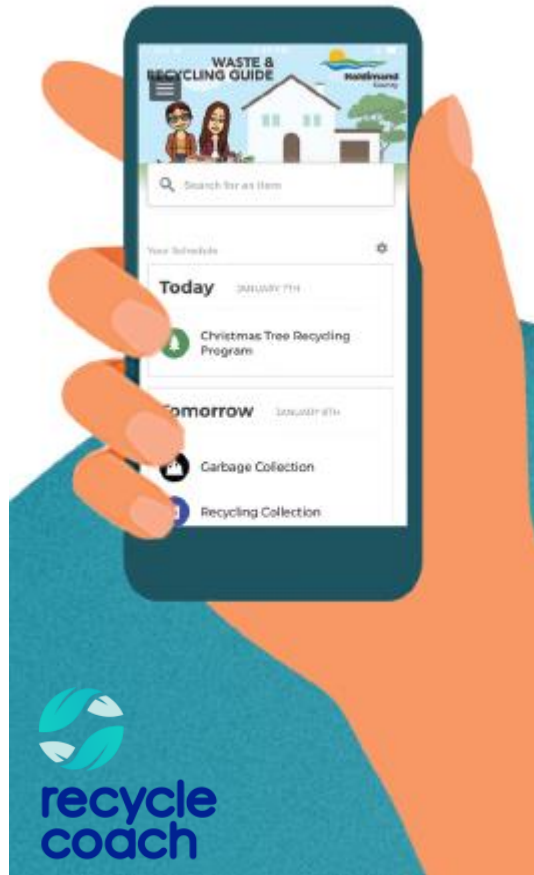 WASTE &
RECYCLING GUIDE
Haldimand
County
Search for an item
Your Schedule
Today JANUARY 7TH
Christmas Tree Recycling
Program
Tomorrow JANUARY 8TH
Garbage Collection
Recycling Collection
recycle
coach